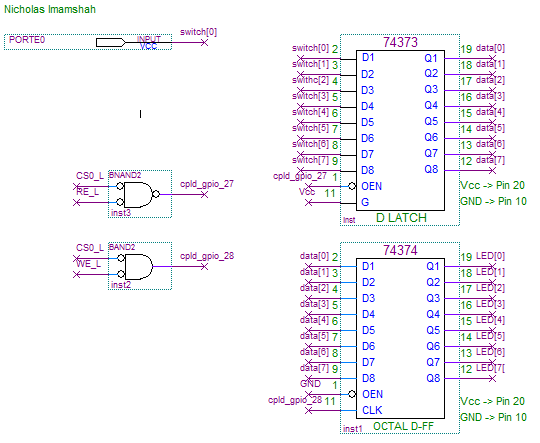 Nicholas Imamshah
PORTE0
INPUT
VCC
switch[0]
74373
switch[0] 2 D1 Q1 19 data[0]
switch[1] 3 D2 Q2 18 data[1]
swithc[2] 4 D3 Q3 17 data[2]
switch[3] 5 D4 Q4 16 data[3]
switch[4] 6 D5 Q5 15 data[4]
switch[5] 7 D6 Q6 14 data[5]
switch[6] 8 D7 Q7 13 data[6]
switch[7] 9 D8 Q8 12 data[7]
cpld_gpio_27 1 OEN Vcc -> Pin 20
Vcc 11 G GND -> Pin 10
inst D LATCH
CS0_L BNAND2
RE_L cpld_gpio_27
inst3
CS0_L BAND2
WE_L cpld_gpio_28
inst2
74374
data[0] 2 D1 Q1 19 LED[0]
data[1] 3 D2 Q2 18 LED[1]
data[2] 4 D3 Q3 17 LED[2]
data[3] 5 D4 Q4 16 LED[3]
data[4] 6 D5 Q5 15 LED[4]
data[5] 7 D6 Q6 14 LED[5]
data[6] 8 D7 Q7 13 LED[6]
data[7] 9 D8 Q8 12 LED[7[
GND 1 OEN Vcc -> Pin 20
cpld_gpio_28 11 CLK GND -> Pin 10
inst1 OCTAL D-FF